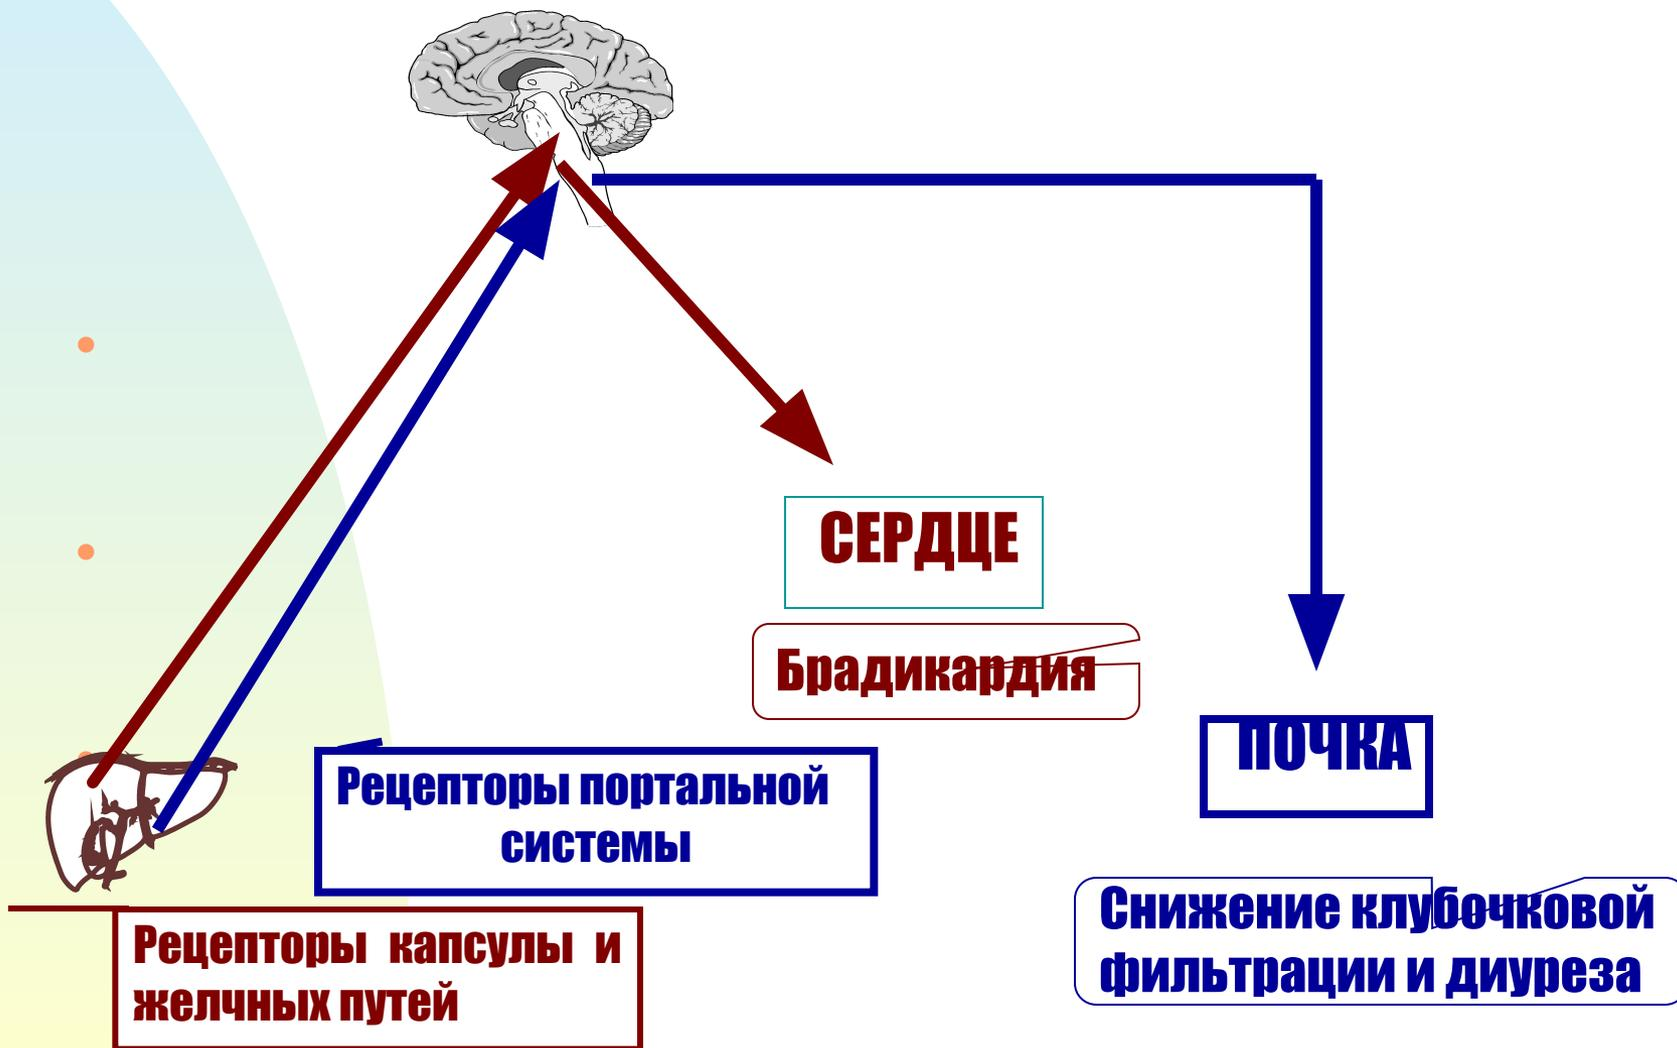 СЕРДЦЕ
Брадикардия
ПОЧКА
Рецепторы портальной
системы
Снижение клубочковой
фильтрации и диуреза
Рецепторы капсулы и
желчных путей